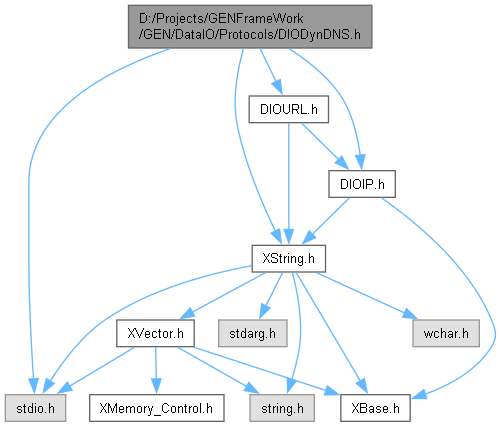 D:/Projects/GENFrameWork
/GEN/DataIO/Protocols/DIODynDNS.h
DIOURL.h
DIOIP.h
XString.h
XVector.h
stdarg.h
wchar.h
stdio.h
XMemory_Control.h
string.h
XBase.h